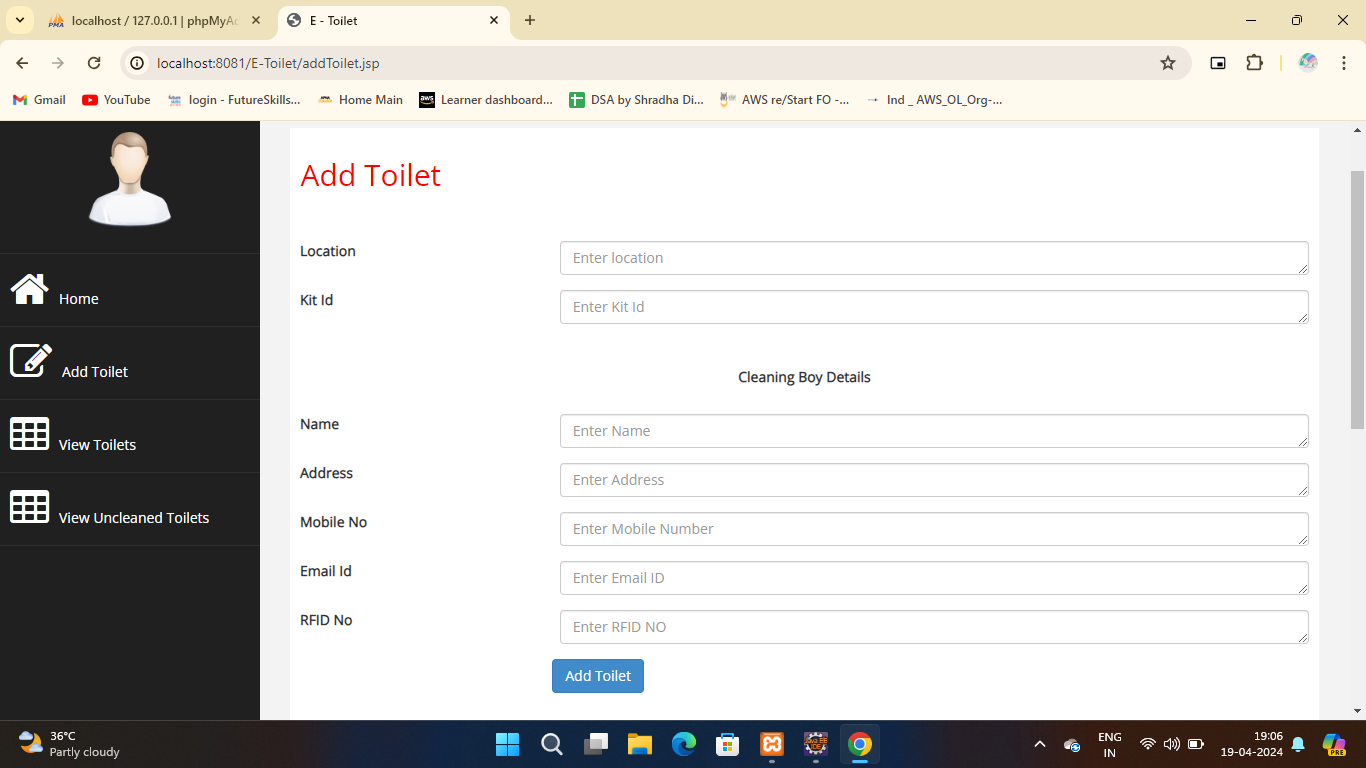 localhost / 127.0.0.1 | phpMyAd
E - Toilet
localhost:8081/E-Toilet/addToilet.jsp
Gmail
YouTube
login - FutureSkills...
Home Main
Learner dashboard...
DSA by Shradha Di...
AWS re/Start FO -...
Ind _ AWS_OL_Org-...
Home
Add Toilet
View Toilets
View Uncleaned Toilets
Add Toilet
Location
Enter location
Kit Id
Enter Kit Id
Cleaning Boy Details
Name
Enter Name
Address
Enter Address
Mobile No
Enter Mobile Number
Email Id
Enter Email ID
RFID No
Enter RFID NO
Add Toilet
36°C
Partly cloudy
ENG
IN
19:06
19-04-2024